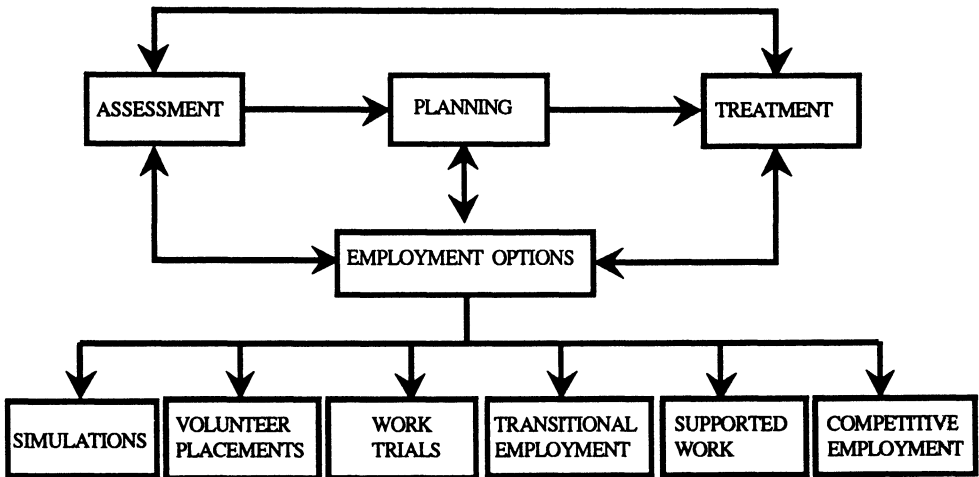 ASSESSMENT
PLANNING
TREATMENT
EMPLOYMENT OPTIONS
SIMULATIONS
VOLUNTEER
PLACEMENTS
WORK
TRIALS
TRANSITIONAL
EMPLOYMENT
SUPPORTED
WORK
COMPETITIVE
EMPLOYMENT